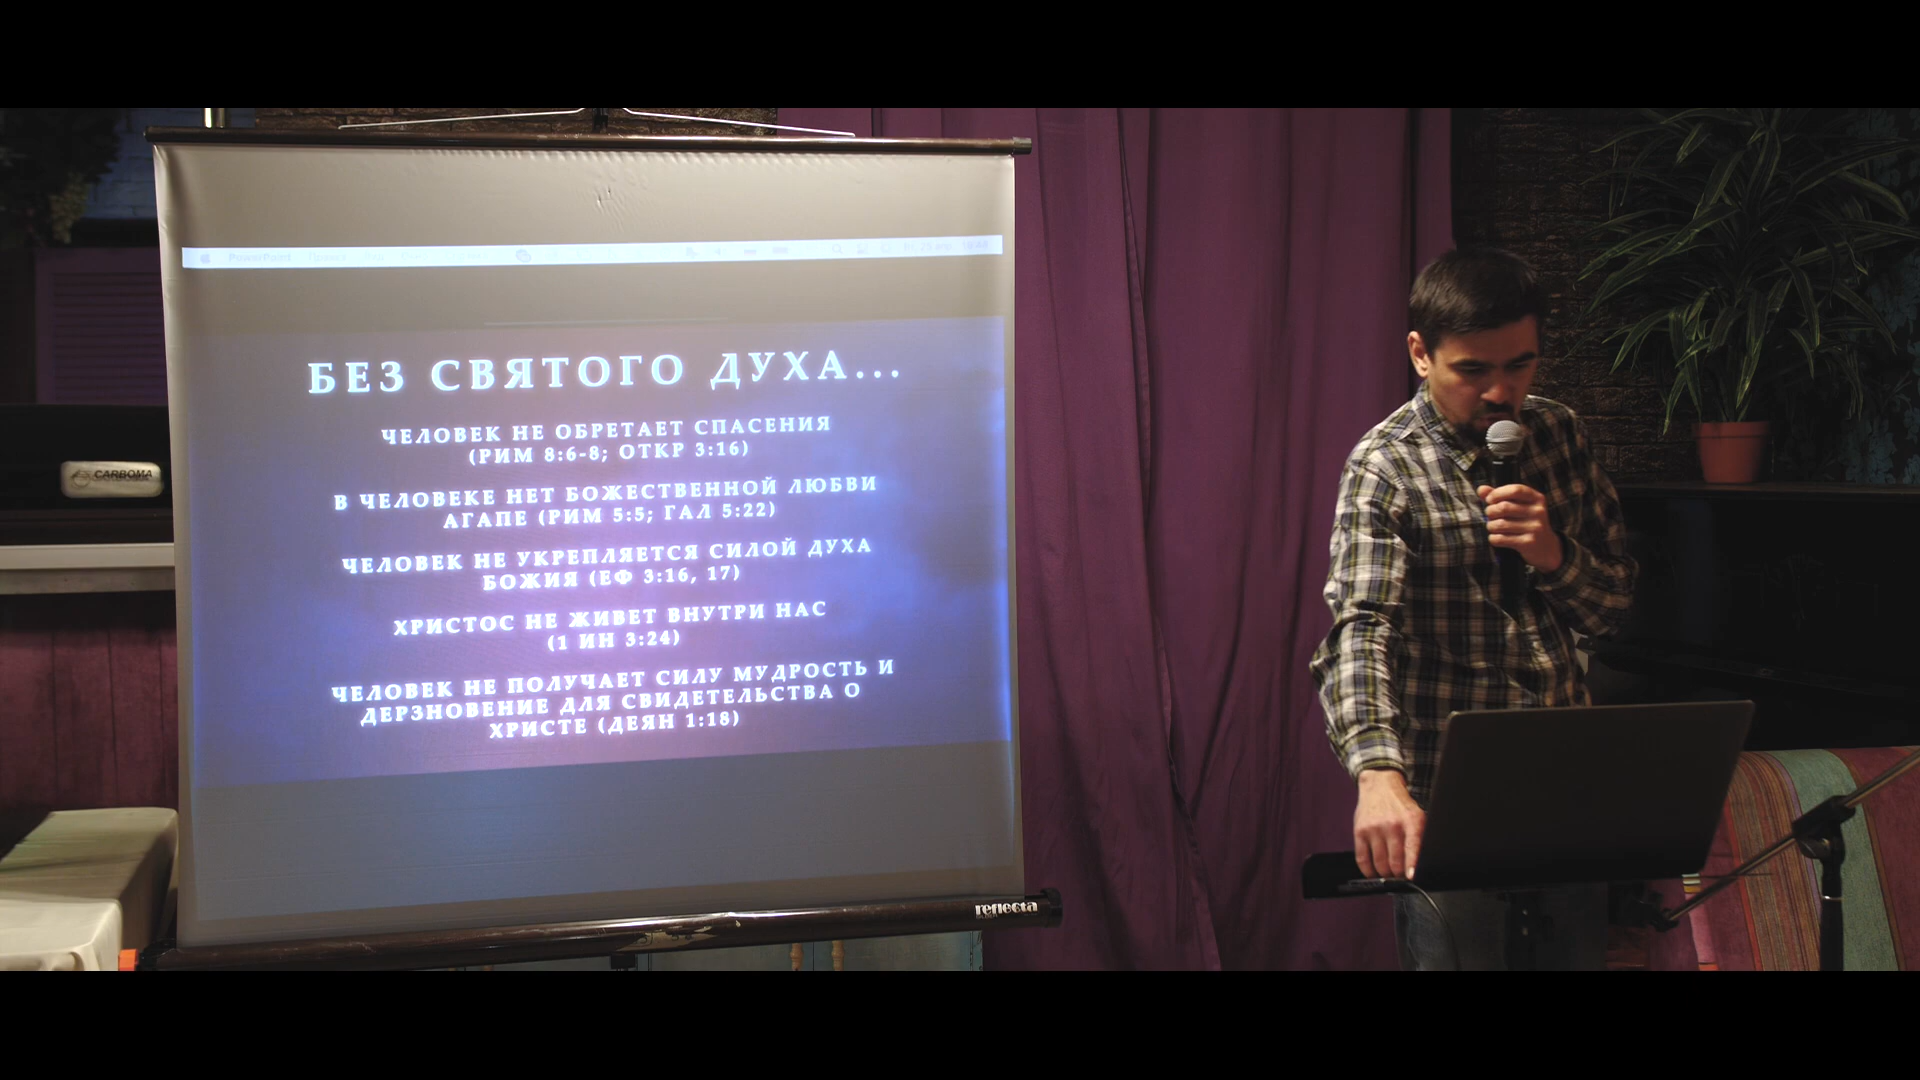 PowerPoint
БЕЗ СВЯТОГО ДУХА...
ЧЕЛОВЕК НЕ ОБРЕТАЕТ СПАСЕНИЯ
(РИМ 8:6-8; ОТКР 3:16)
В ЧЕЛОВЕКЕ НЕТ БОЖЕСТВЕННОЙ ЛЮБВИ
АГАПЕ (РИМ 5:5; ГАЛ 5:22)
ЧЕЛОВЕК НЕ УКРЕПЛЯЕТСЯ СИЛОЙ ДУХА
БОЖИЯ (ЕФ 3:16, 17)
ХРИСТОС НЕ ЖИВЕТ ВНУТРИ НАС
(1 ИН 3:24)
ЧЕЛОВЕК НЕ ПОЛУЧАЕТ СИЛУ МУДРОСТЬ И
ДЕРЗНОВЕНИЕ ДЛЯ СВИДЕТЕЛЬСТВА О
ХРИСТЕ (ДЕЯН 1:18)
CARBOMA
reflecta